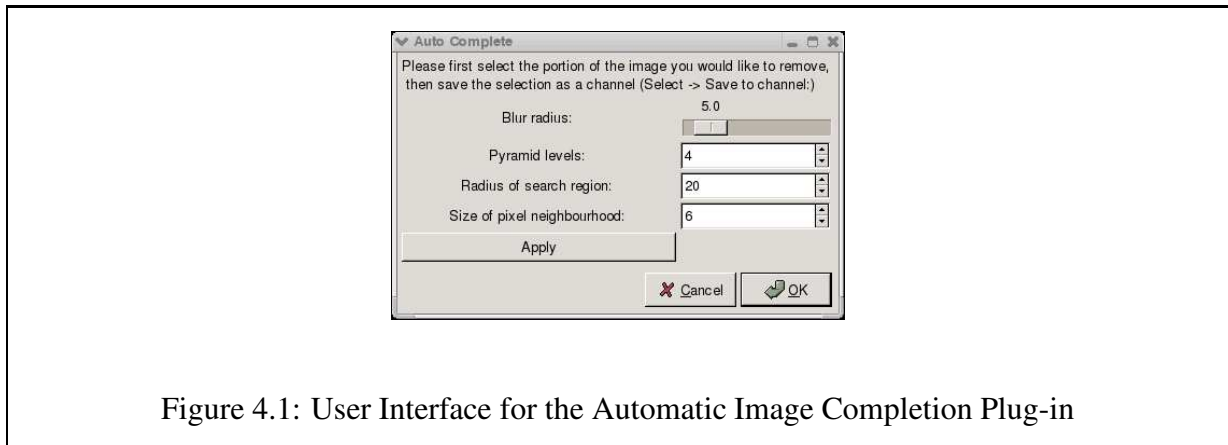 Auto Complete
Please first select the portion of the image you would like to remove,
then save the selection as a channel (Select -> Save to channel:)
5.0
Blur radius:
Pyramid levels: 4
Radius of search region: 20
Size of pixel neighbourhood: 6
Apply
Cancel OK
Figure 4.1: User Interface for the Automatic Image Completion Plug-in